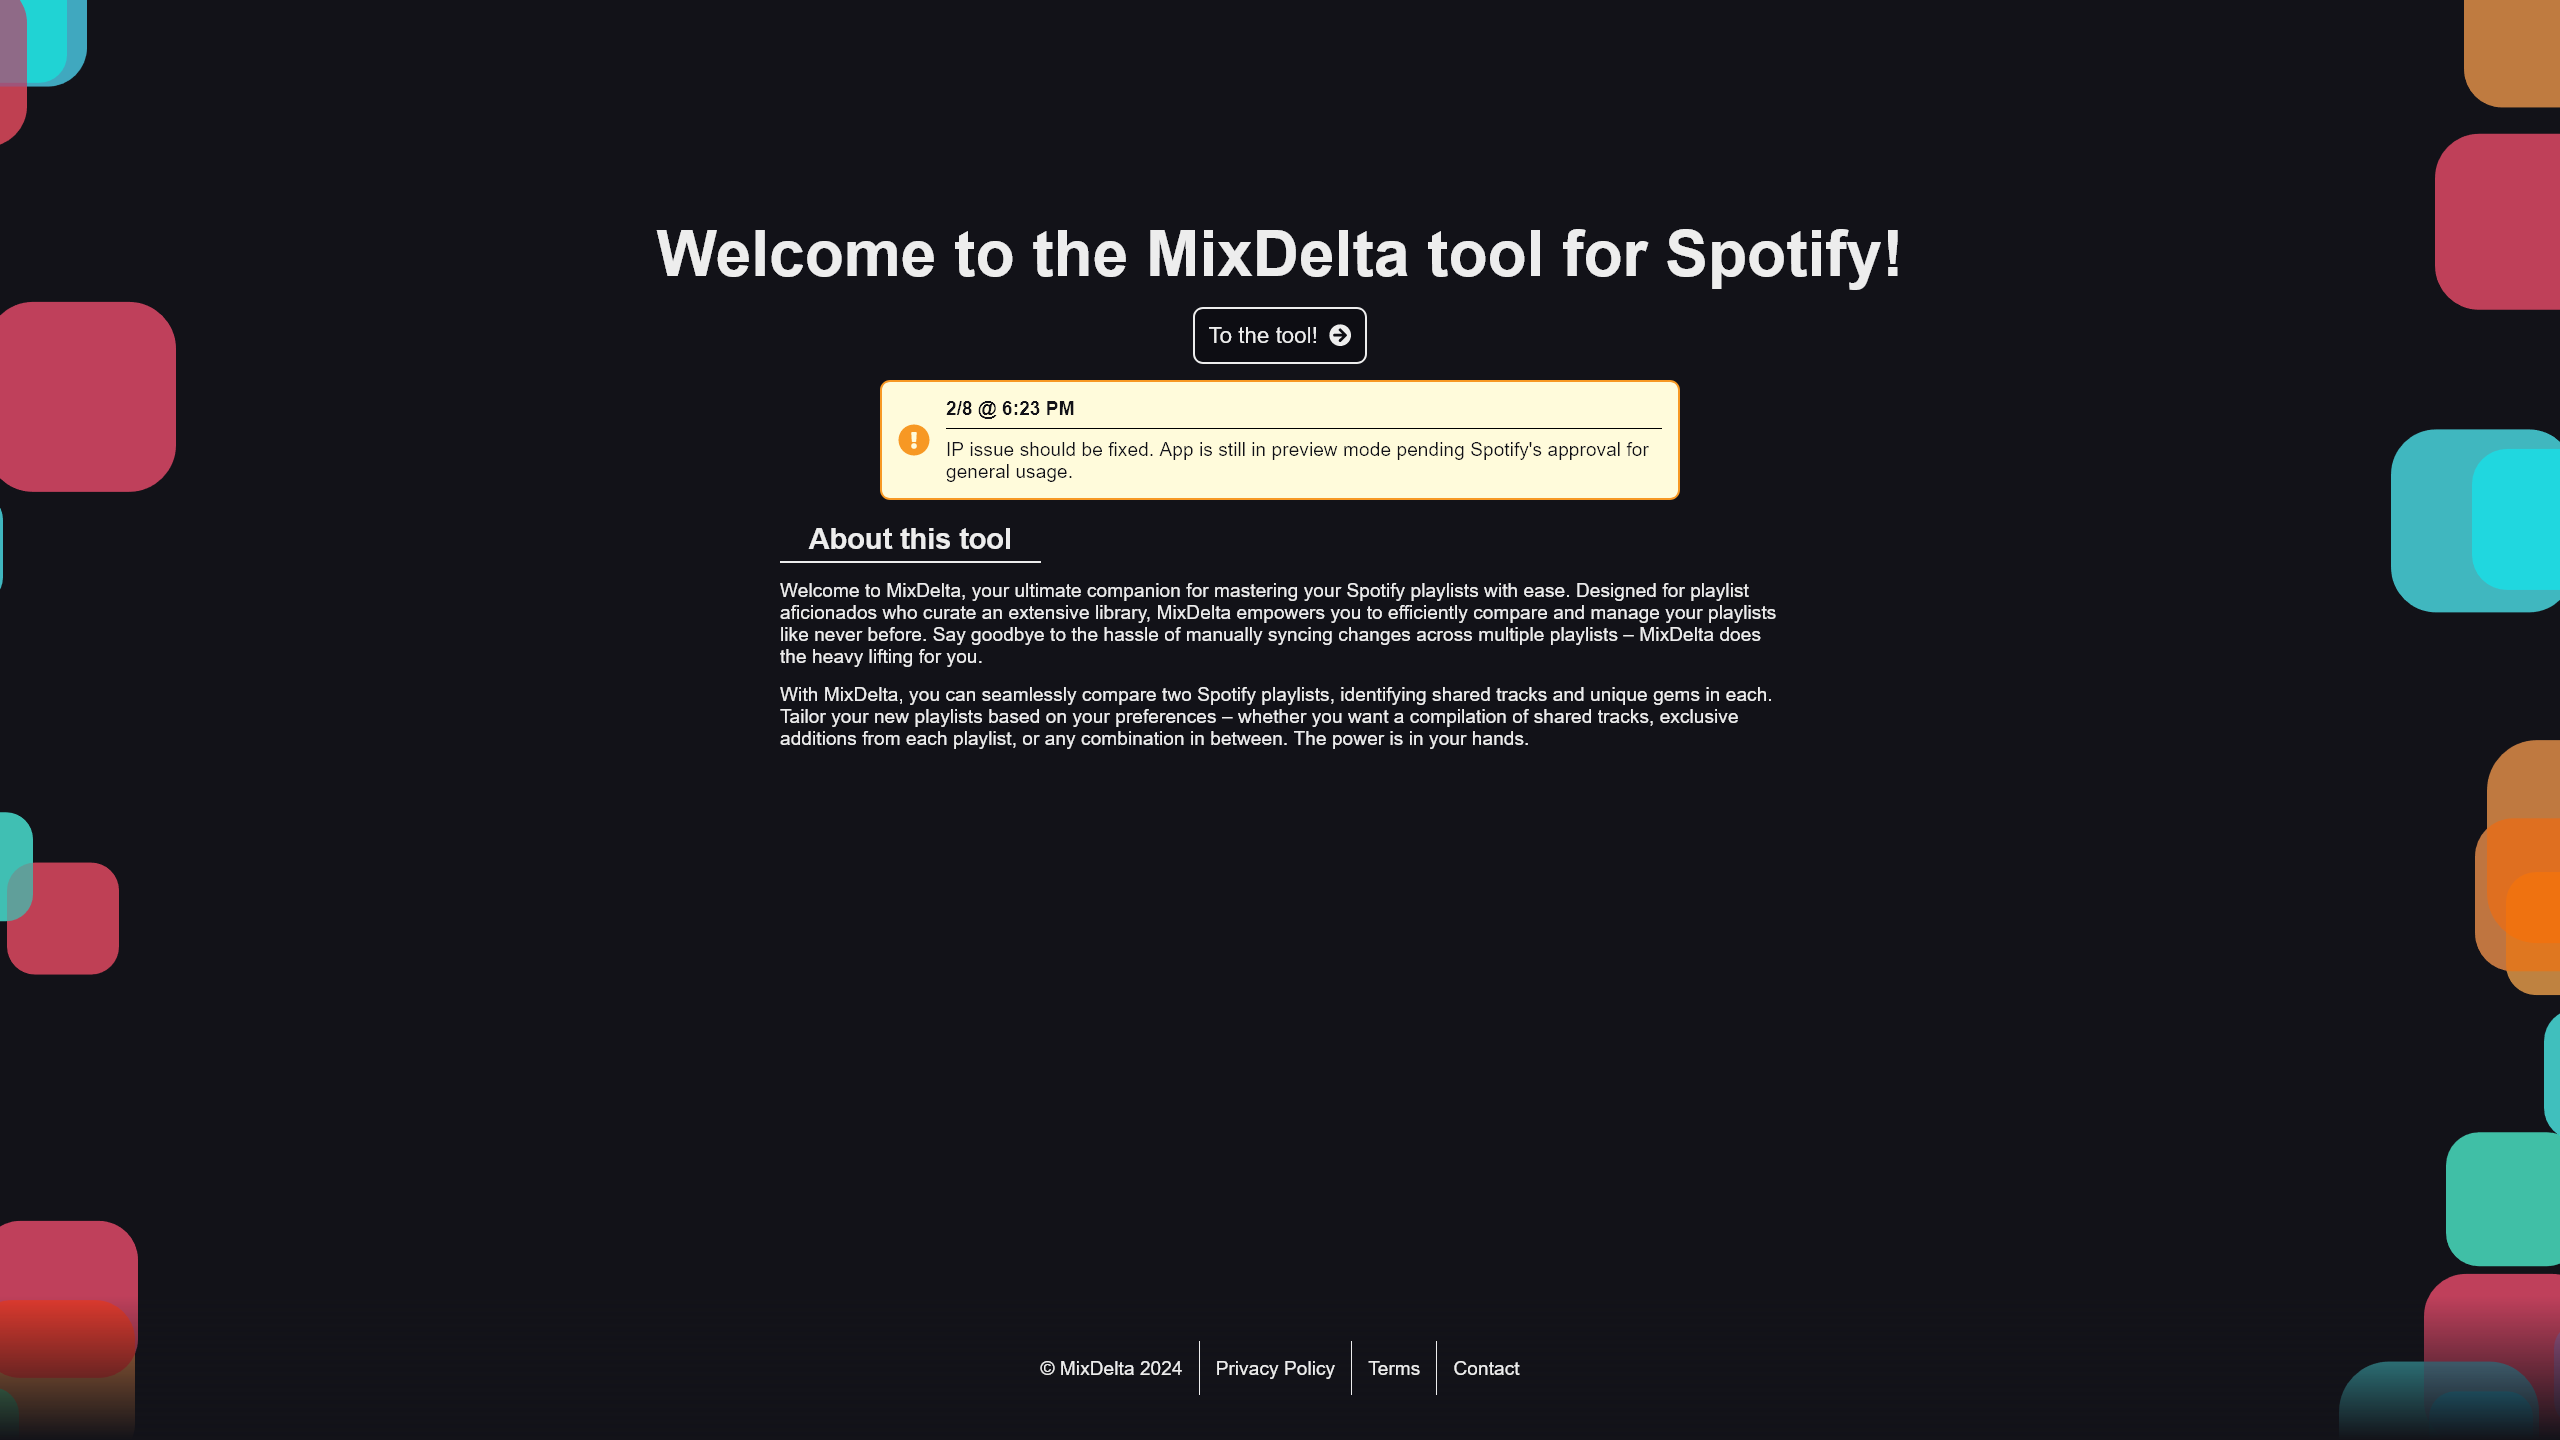 Welcome to the MixDelta tool for Spotify!
To the tool!
2/8 @ 6:23 PM
IP issue should be fixed. App is still in preview mode pending Spotify's approval for
general usage.
About this tool
Welcome to MixDelta, your ultimate companion for mastering your Spotify playlists with ease. Designed for playlist
aficionados who curate an extensive library, MixDelta empowers you to efficiently compare and manage your playlists
like never before. Say goodbye to the hassle of manually syncing changes across multiple playlists – MixDelta does
the heavy lifting for you.
With MixDelta, you can seamlessly compare two Spotify playlists, identifying shared tracks and unique gems in each.
Tailor your new playlists based on your preferences – whether you want a compilation of shared tracks, exclusive
additions from each playlist, or any combination in between. The power is in your hands.
© MixDelta 2024 Privacy Policy Terms Contact